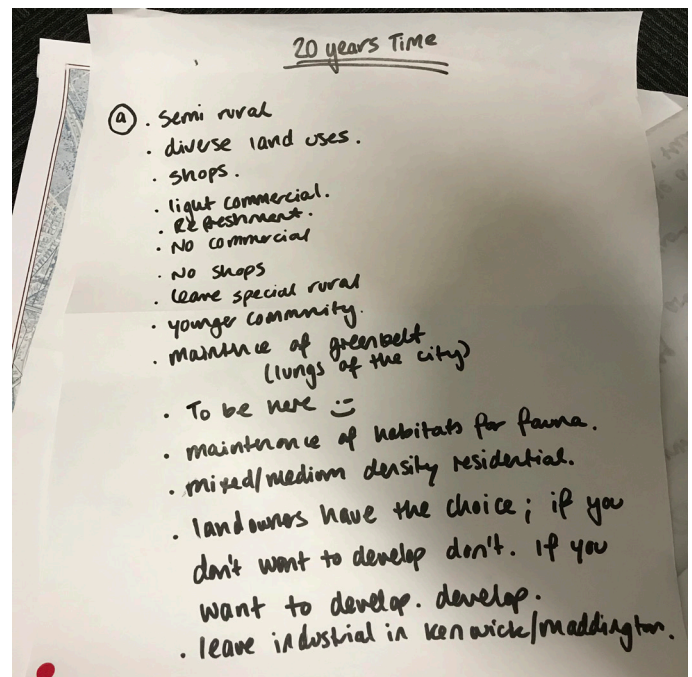 20 years Time
ⓐ . semi rural
. diverse land uses.
. shops.
. light commercial.
. Refreshment.
. No commercial
. No shops
. leave special rural
. younger community.
. maintnce of greenbelt
(lungs of the city)
. To be here :)
. maintenance of habitats for fauna.
. mixed/medium density residential.
. landowners have the choice; if you
don't want to develop don't. If you
want to develop. develop.
. leave industrial in kenwick/maddington.